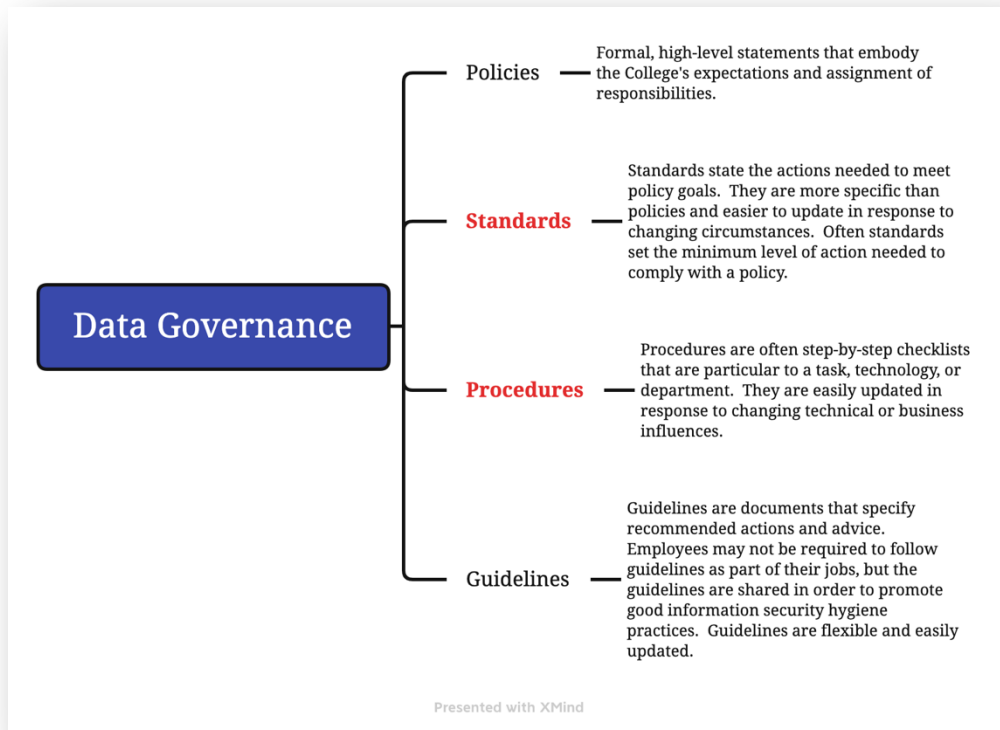 Data Governance
Policies
Formal, high-level statements that embody
the College's expectations and assignment of
responsibilities.
Standards
Standards state the actions needed to meet
policy goals.  They are more specific than
policies and easier to update in response to
changing circumstances.  Often standards
set the minimum level of action needed to
comply with a policy.
Procedures
Procedures are often step-by-step checklists
that are particular to a task, technology, or
department.  They are easily updated in
response to changing technical or business
influences.
Guidelines
Guidelines are documents that specify
recommended actions and advice.
Employees may not be required to follow
guidelines as part of their jobs, but the
guidelines are shared in order to promote
good information security hygiene
practices.  Guidelines are flexible and easily
updated.
Presented with XMind